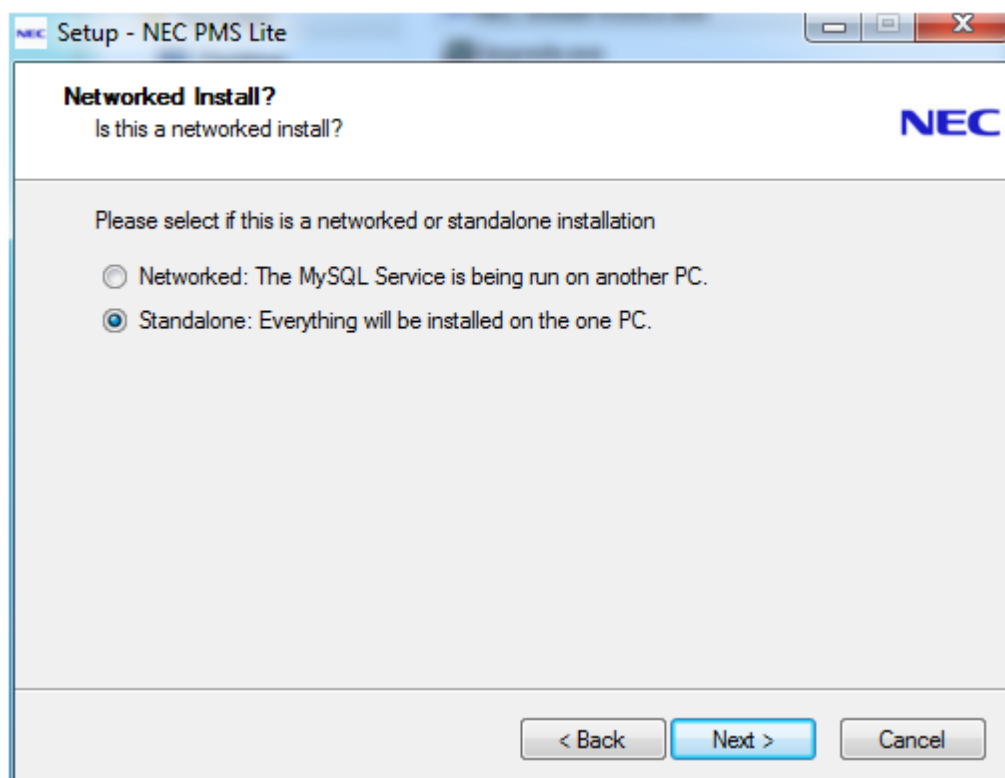 NEC Setup - NEC PMS Lite
Networked Install?
Is this a networked install?
NEC
Please select if this is a networked or standalone installation
Networked: The MySQL Service is being run on another PC.
Standalone: Everything will be installed on the one PC.
< Back Next > Cancel